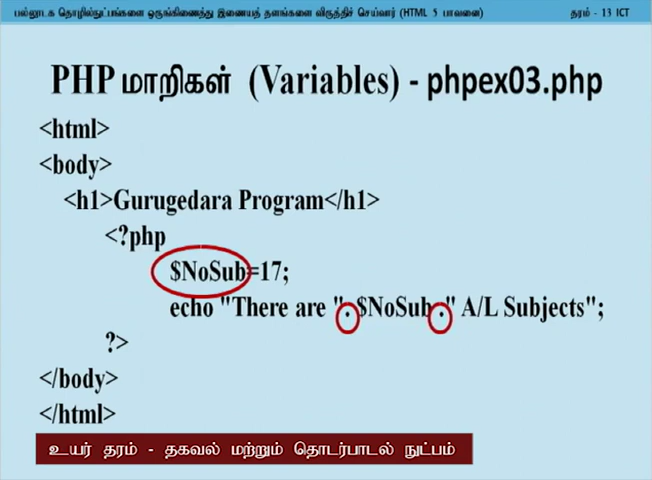 பல்லூடக தொழில்நுட்பங்களை ஒருங்கிணைத்து இணையத் தளங்களை விருத்திச் செய்வார் (HTML 5 பாவனை) தரம் - 13 ICT
PHP மாறிகள் (Variables) - phpex03.php
<html>
<body>
<h1>Gurugedara Program</h1>
<?php
$NoSub=17;
echo "There are ". $NoSub ." A/L Subjects";
?>
</body>
</html>
உயர் தரம் - தகவல் மற்றும் தொடர்பாடல் நுட்பம்